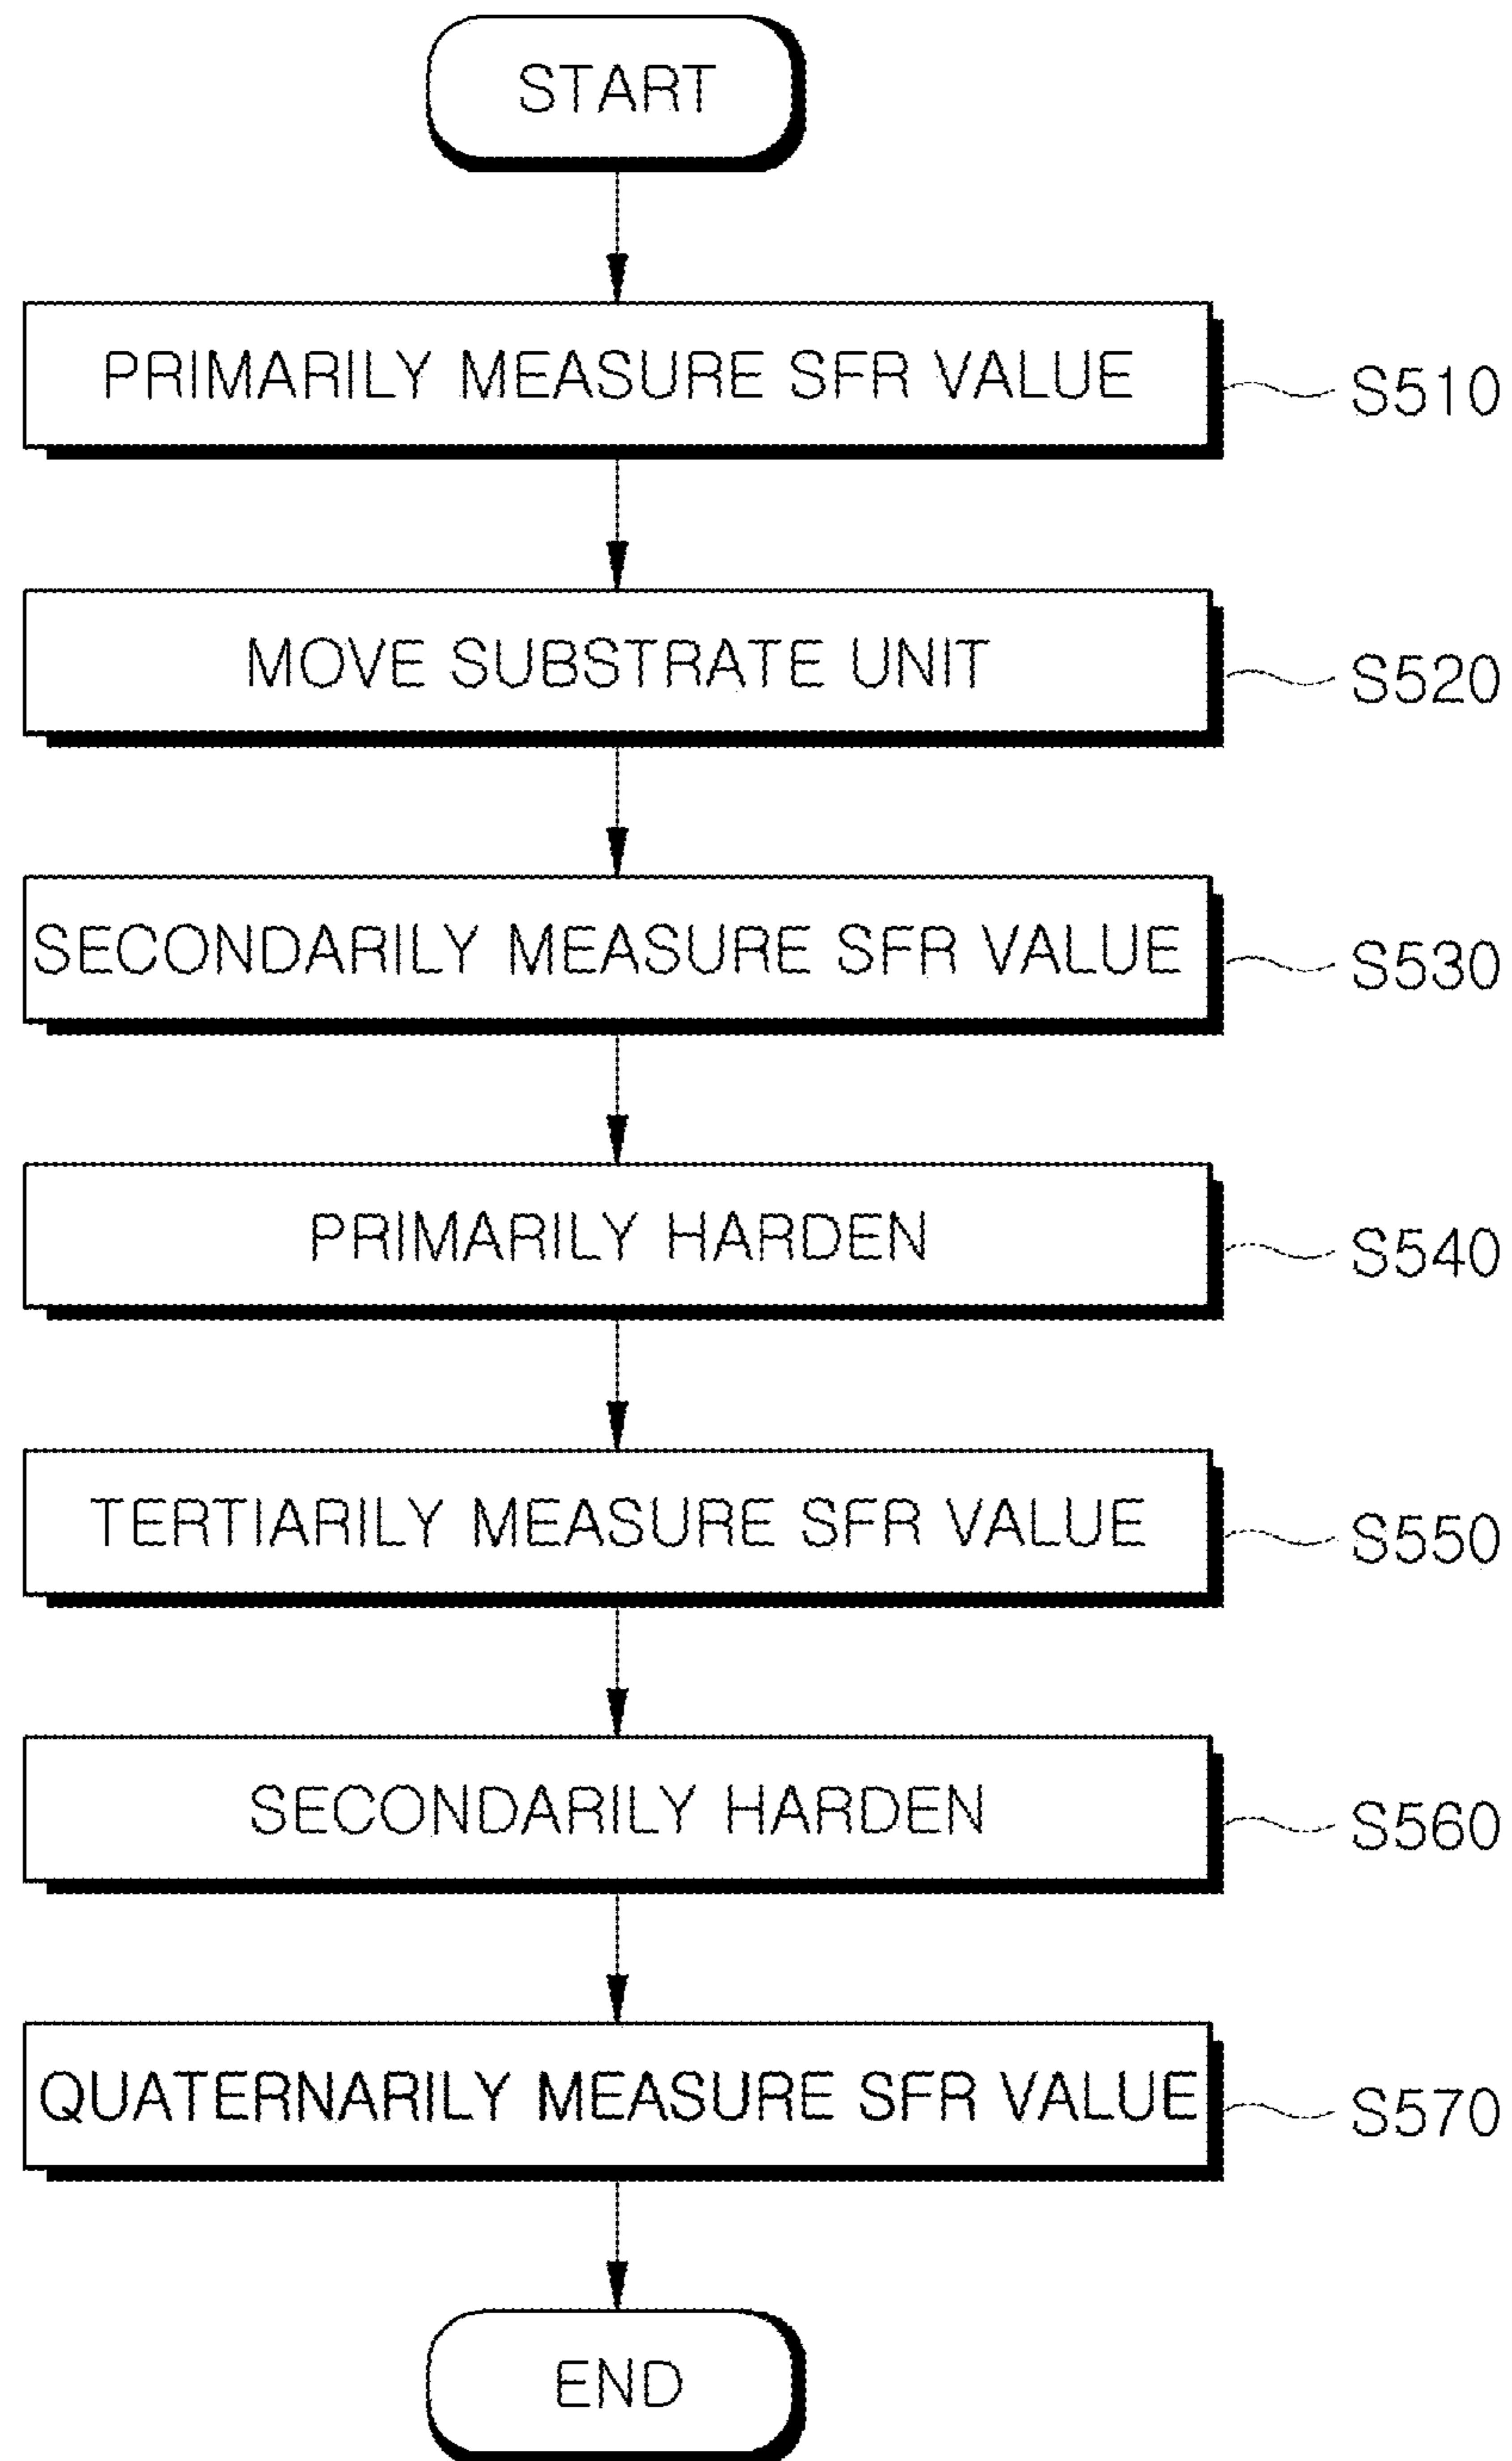 START
PRIMARILY MEASURE SFR VALUE
S510
MOVE SUBSTRATE UNIT
S520
SECONDARILY MEASURE SFR VALUE
S530
PRIMARILY HARDEN
S540
TERTIARILY MEASURE SFR VALUE
S550
SECONDARILY HARDEN
S560
QUATERNARILY MEASURE SFR VALUE
S570
END